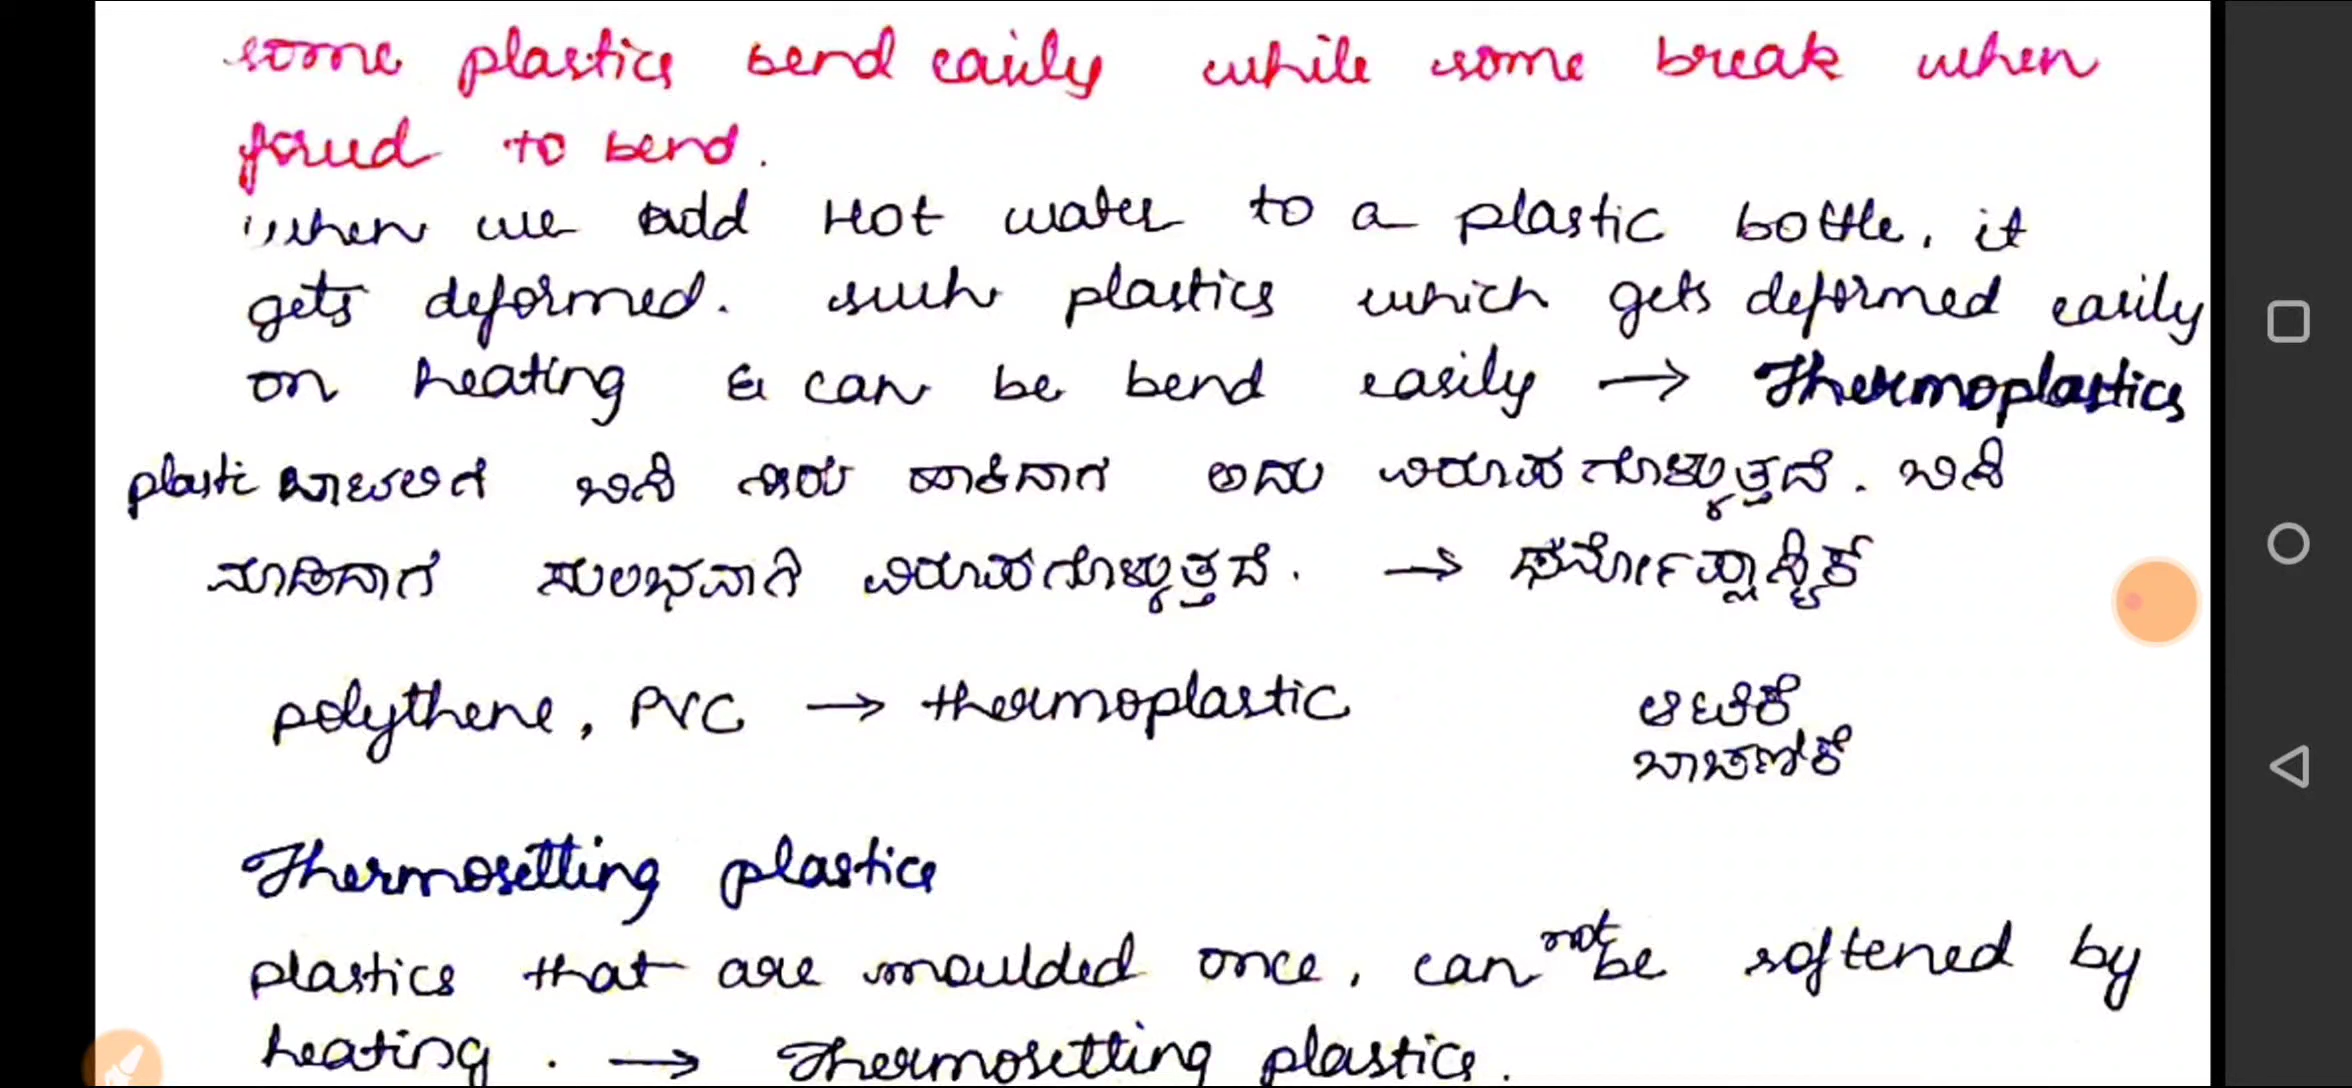 some plastics bend easily while some break when
forced to bend.
when we add Hot water to a plastic bottle, it
gets deformed. such plastics which gets deformed easily
on heating & can be bend easily → Thermoplastics
plasti ಬಾಟಲಿಗೆ ಬಿಸಿ ನೀರು ಹಾಕಿದಾಗ ಅದು ವಿರೂಪಗೊಳ್ಳುತ್ತದೆ. ಬಿಸಿ
ಮಾಡಿದಾಗ ಸುಲಭವಾಗಿ ವಿರೂಪಗೊಳ್ಳುತ್ತದೆ. → ಥರ್ಮೋಪ್ಲಾಸ್ಟಿಕ್
polythene, PVC → thermoplastic
ಆಟಿಕೆ
ಬಾಚಣಿಕೆ
Thermosetting plastics
plastics that are moulded once, can not be softened by
heating. → Thermosetting plastics.